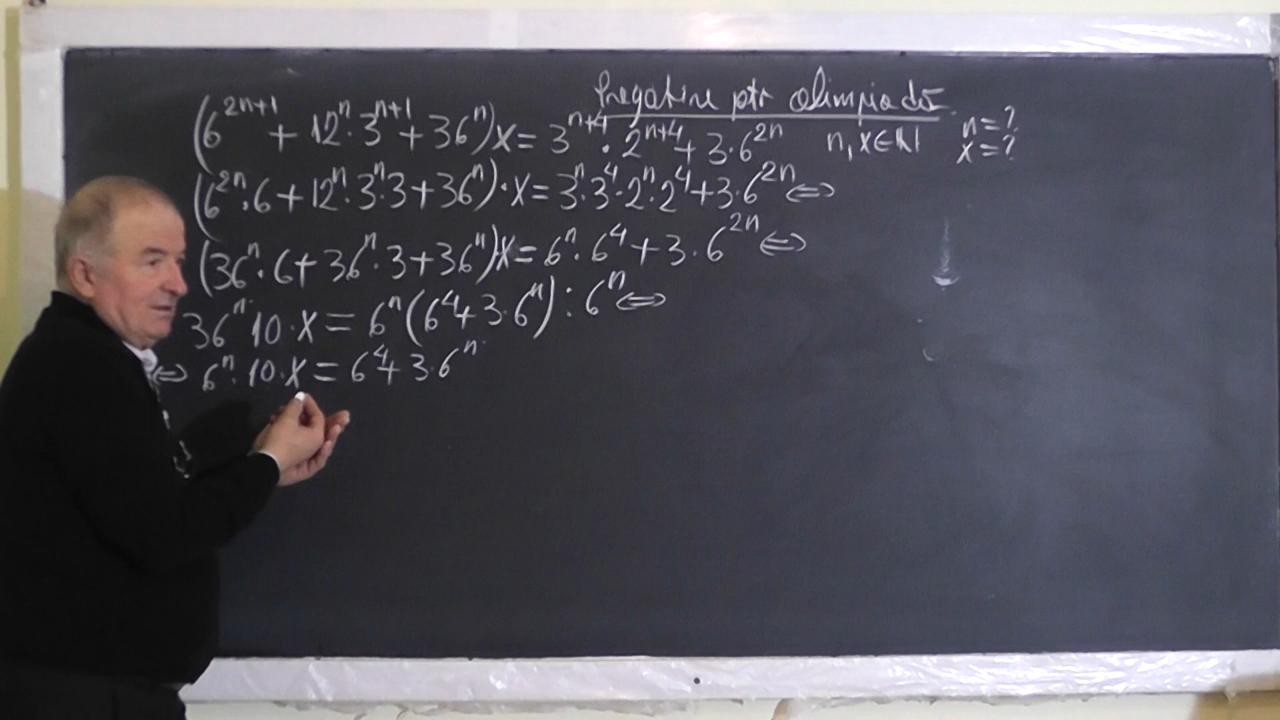 Pregatire ptr olimpiadă
(6^{2n+1} + 12^n · 3^{n+1} + 36^n)x = 3^{n+4} · 2^{n+4} + 3·6^{2n} n,x∈ℕ n=? x=?
(6^{2n}·6 + 12^n·3^n·3 + 36^n)·x = 3^n·3^4·2^n·2^4 + 3·6^{2n} ⇔
(36^n·6 + 36^n·3 + 36^n)x = 6^n·6^4 + 3·6^{2n} ⇔
36^n·10·x = 6^n(6^4 + 3·6^n) : 6^n ⇔
⇔ 6^n·10·x = 6^4 + 3·6^n